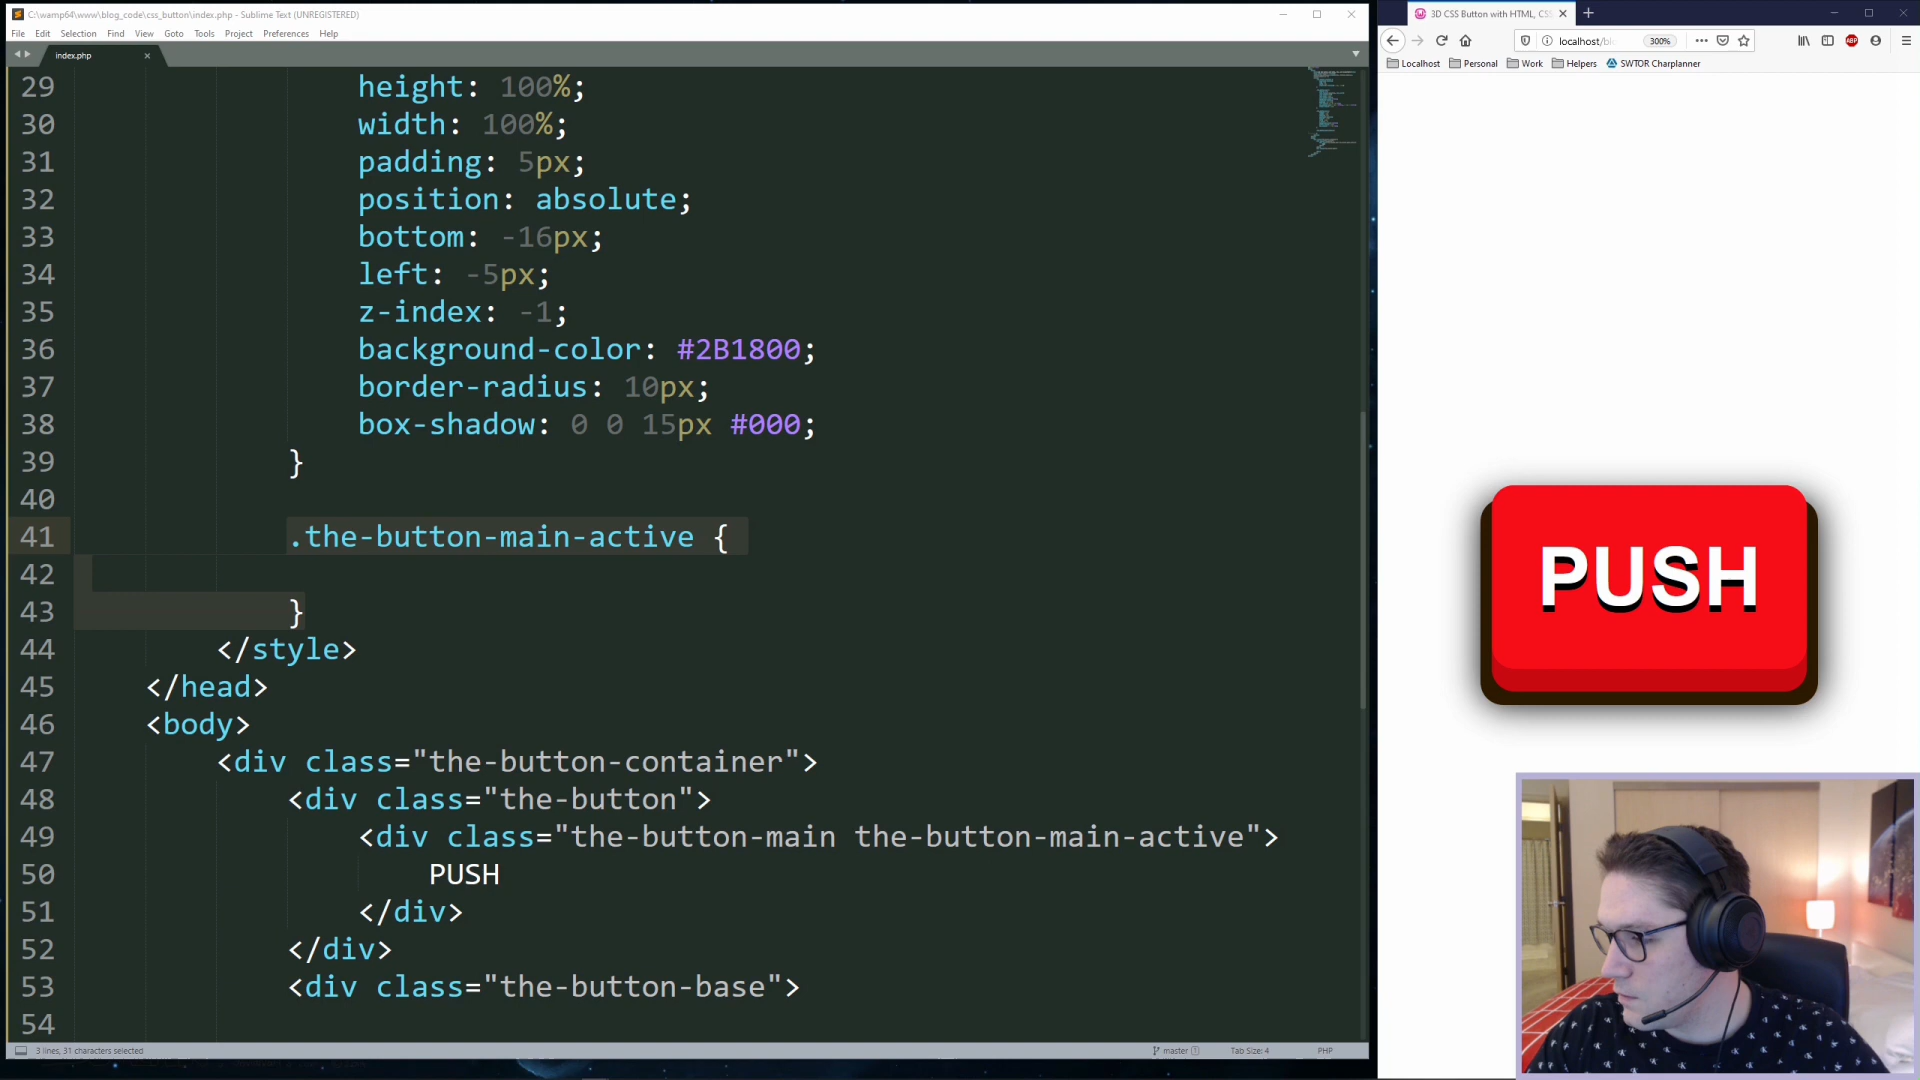 C:\wamp64\www\blog_code\css_button\index.php - Sublime Text (UNREGISTERED)
File Edit Selection Find View Goto Tools Project Preferences Help
index.php
29 height: 100%;
30 width: 100%;
31 padding: 5px;
32 position: absolute;
33 bottom: -16px;
34 left: -5px;
35 z-index: -1;
36 background-color: #2B1800;
37 border-radius: 10px;
38 box-shadow: 0 0 15px #000;
39 }
40
41 .the-button-main-active {
42
43 }
44 </style>
45 </head>
46 <body>
47 <div class="the-button-container">
48 <div class="the-button">
49 <div class="the-button-main the-button-main-active">
50 PUSH
51 </div>
52 </div>
53 <div class="the-button-base">
54
3 lines, 31 characters selected
master 1 Tab Size: 4 PHP
3D CSS Button with HTML, CSS
localhost/blo 300%
ABP
Localhost Personal Work Helpers SWTOR Charplanner
PUSH